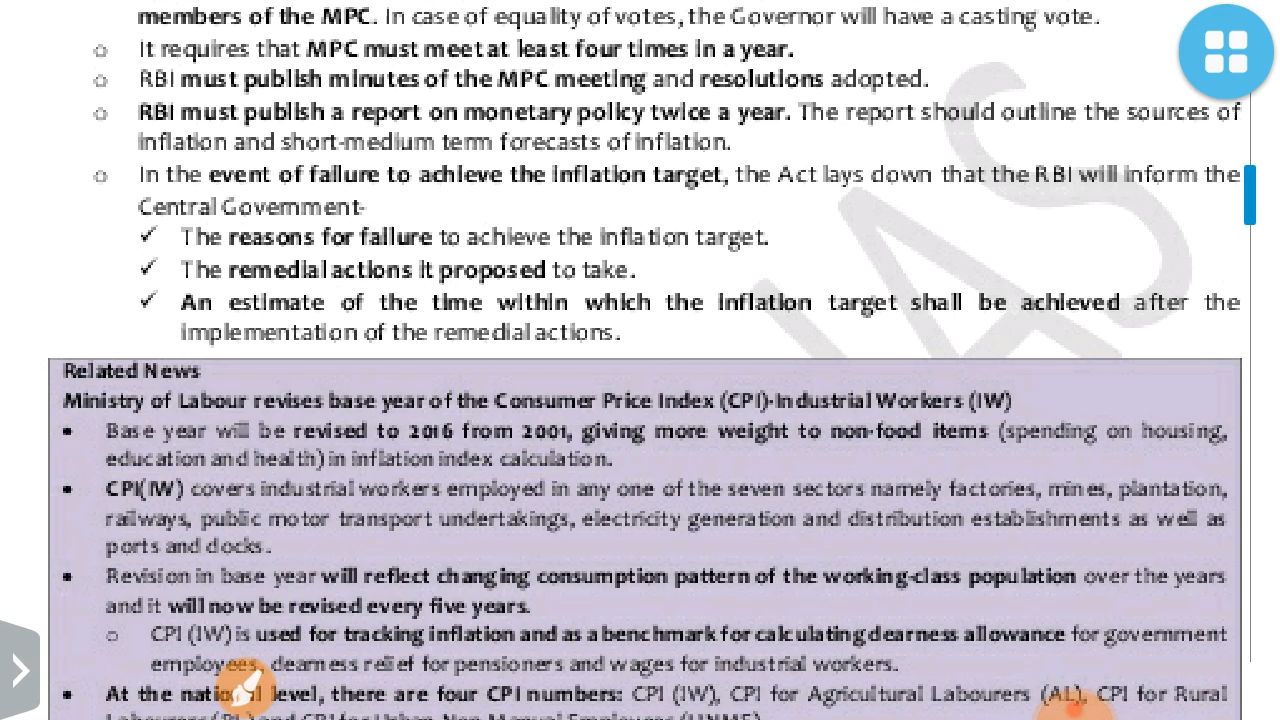 members of the MPC. In case of equality of votes, the Governor will have a casting vote.
o It requires that MPC must meet at least four times in a year.
o RBI must publish minutes of the MPC meeting and resolutions adopted.
o RBI must publish a report on monetary policy twice a year. The report should outline the sources of
inflation and short-medium term forecasts of inflation.
o In the event of failure to achieve the inflation target, the Act lays down that the RBI will inform the
Central Government-
✓ The reasons for failure to achieve the inflation target.
✓ The remedial actions it proposed to take.
✓ An estimate of the time within which the inflation target shall be achieved after the
implementation of the remedial actions.
IAS
Related News
Ministry of Labour revises base year of the Consumer Price Index (CPI)-Industrial Workers (IW)
• Base year will be revised to 2016 from 2001, giving more weight to non-food items (spending on housing,
education and health) in inflation index calculation.
• CPI(IW) covers industrial workers employed in any one of the seven sectors namely factories, mines, plantation,
railways, public motor transport undertakings, electricity generation and distribution establishments as well as
ports and docks.
• Revision in base year will reflect changing consumption pattern of the working-class population over the years
and it will now be revised every five years.
o CPI (IW) is used for tracking inflation and as a benchmark for calculating dearness allowance for government
employees, dearness relief for pensioners and wages for industrial workers.
• At the national level, there are four CPI numbers: CPI (IW), CPI for Agricultural Labourers (AL), CPI for Rural
Labourers (RL) and CPI for Urban Non-Manual Employees (UNME).